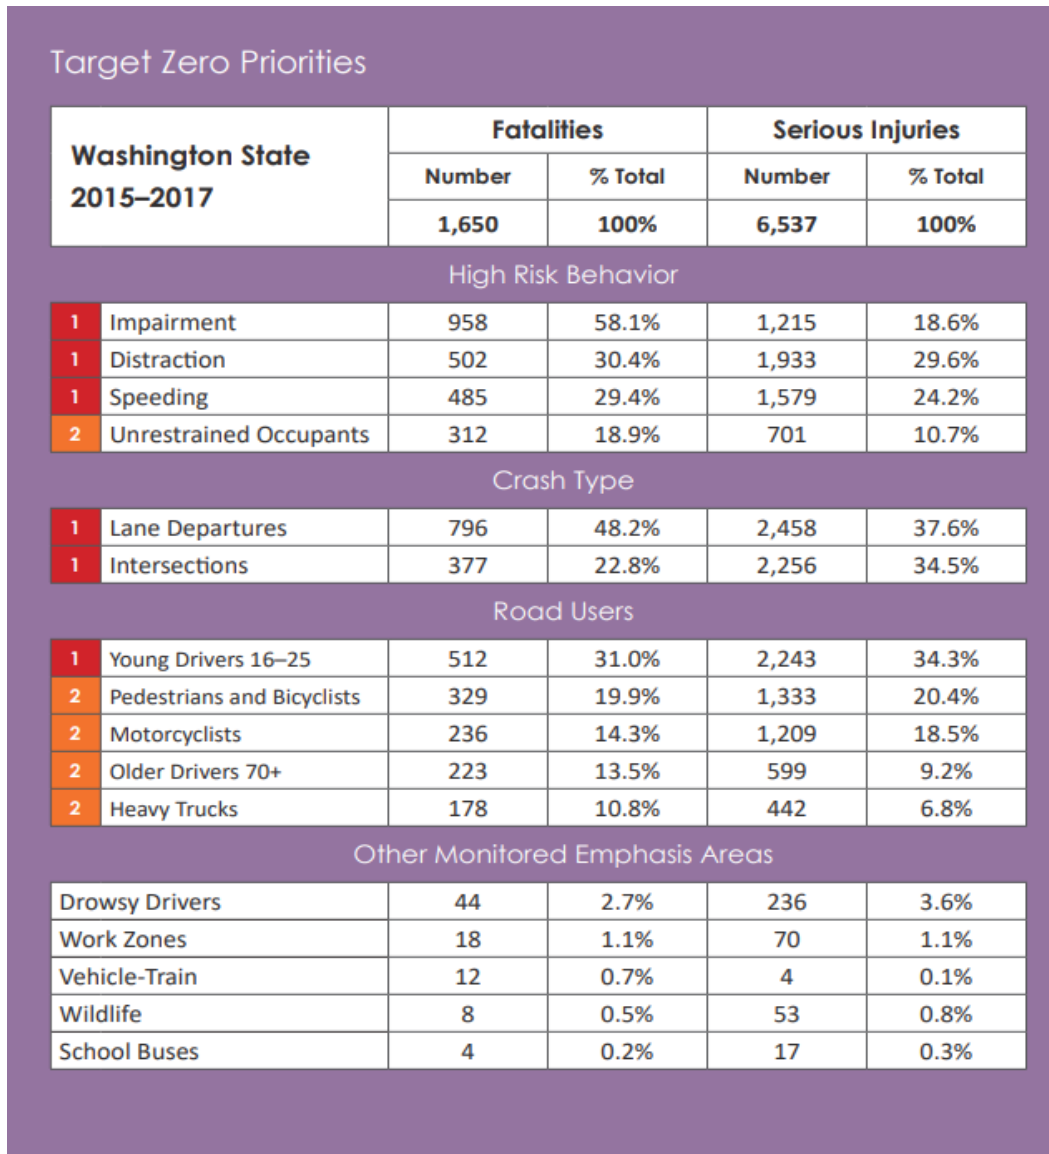 Target Zero Priorities
Washington State
2015–2017
Fatalities Serious Injuries
Number % Total Number % Total
1,650 100% 6,537 100%
High Risk Behavior
1 Impairment 958 58.1% 1,215 18.6%
1 Distraction 502 30.4% 1,933 29.6%
1 Speeding 485 29.4% 1,579 24.2%
2 Unrestrained Occupants 312 18.9% 701 10.7%
Crash Type
1 Lane Departures 796 48.2% 2,458 37.6%
1 Intersections 377 22.8% 2,256 34.5%
Road Users
1 Young Drivers 16–25 512 31.0% 2,243 34.3%
2 Pedestrians and Bicyclists 329 19.9% 1,333 20.4%
2 Motorcyclists 236 14.3% 1,209 18.5%
2 Older Drivers 70+ 223 13.5% 599 9.2%
2 Heavy Trucks 178 10.8% 442 6.8%
Other Monitored Emphasis Areas
Drowsy Drivers 44 2.7% 236 3.6%
Work Zones 18 1.1% 70 1.1%
Vehicle-Train 12 0.7% 4 0.1%
Wildlife 8 0.5% 53 0.8%
School Buses 4 0.2% 17 0.3%